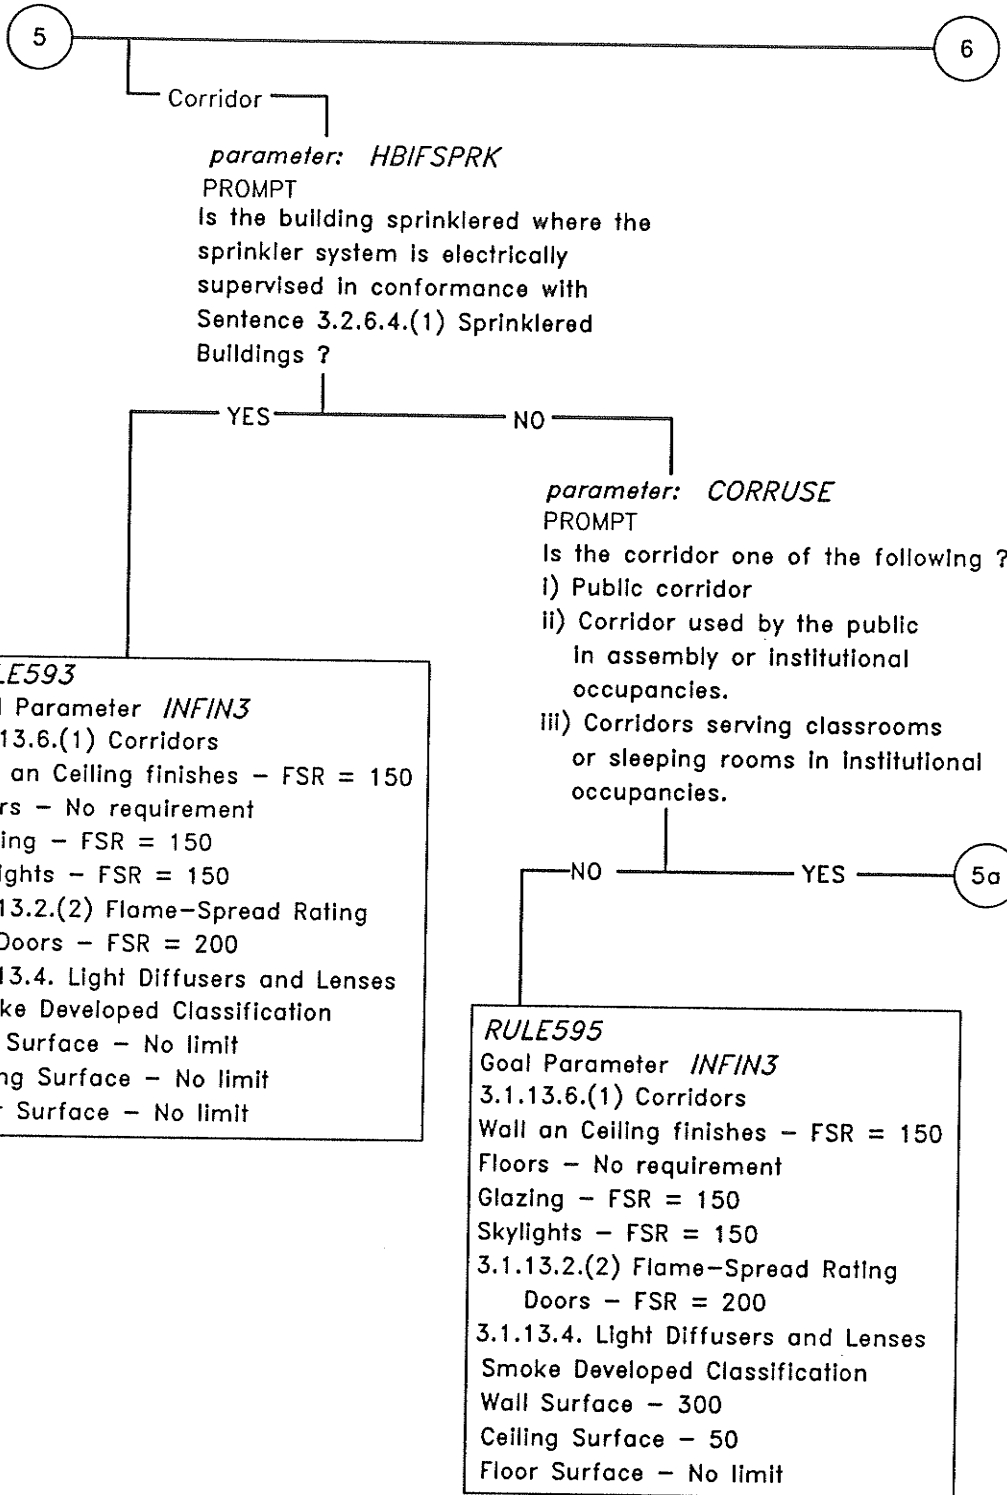 5
6
Corridor
parameter: HBIFSPRK
PROMPT
Is the building sprinklered where the
sprinkler system is electrically
supervised in conformance with
Sentence 3.2.6.4.(1) Sprinklered
Buildings ?
YES
NO
parameter: CORRUSE
PROMPT
Is the corridor one of the following ?
i) Public corridor
ii) Corridor used by the public
in assembly or institutional
occupancies.
iii) Corridors serving classrooms
or sleeping rooms in institutional
occupancies.
NO
YES
5a
LE593
Parameter INFIN3
13.6.(1) Corridors
an Ceiling finishes – FSR = 150
rs – No requirement
ing – FSR = 150
ights – FSR = 150
13.2.(2) Flame–Spread Rating
Doors – FSR = 200
13.4. Light Diffusers and Lenses
ke Developed Classification
Surface – No limit
ng Surface – No limit
Surface – No limit
RULE595
Goal Parameter INFIN3
3.1.13.6.(1) Corridors
Wall an Ceiling finishes – FSR = 150
Floors – No requirement
Glazing – FSR = 150
Skylights – FSR = 150
3.1.13.2.(2) Flame–Spread Rating
Doors – FSR = 200
3.1.13.4. Light Diffusers and Lenses
Smoke Developed Classification
Wall Surface – 300
Ceiling Surface – 50
Floor Surface – No limit